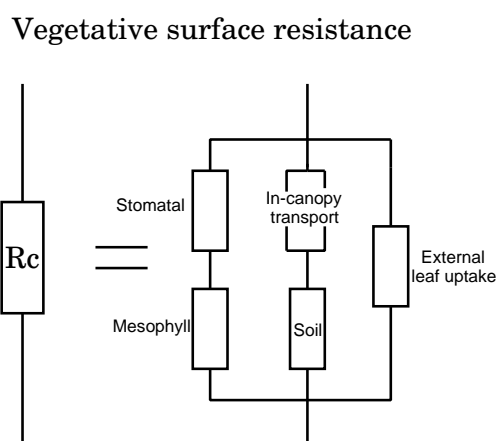 Vegetative surface resistance
Stomatal
In-canopy
transport
Rc
External
leaf uptake
Mesophyll
Soil